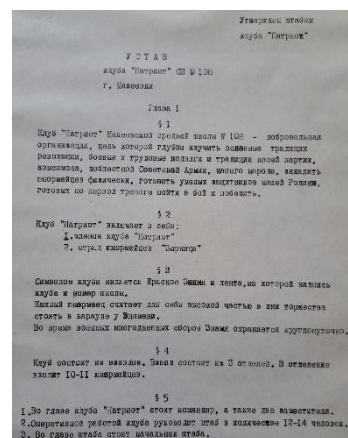 Утвержден штабом
клуба "Патриот"
У С Т А В
клуба "Патриот" СШ № 108
г. Макеевки
Глава 1
§ 1
Клуб "Патриот" Макеевской средней школы № 108 - добровольная
организация, цель которой глубже изучить славные традиции
революции, боевые и трудовые подвиги и традиции нашей партии,
комсомола, доблестной Советской Армии, нашего народа, закалять
юнармейцев физически, готовить умелых защитников нашей Родины,
готовых по первой тревоге войти в бой и победить.
§ 2
Клуб "Патриот" включает в себя:
1.членов клуба "Патриот"
2. отряд юнармейцев "Зарница"
§ 3
Символом клуба является Красное Знамя и лента, на которой надпись
клуба и номер школы.
Каждый юнармеец считает для себя высокой честью в дни торжества
стоять в карауле у Знамени.
Во время военных многодневных сборов Знамя охраняется круглосуточно.
§ 4
Клуб состоит из взводов. Взвод состоит из 3 отделений. В отделение
входит 10-11 юнармейцев.
§ 5
1.Во главе клуба "Патриот" стоит командир, а также два заместителя.
2.Оперативной работой клуба руководит штаб в количестве 12-14 человек.
3. Во главе штаба стоит начальник штаба.